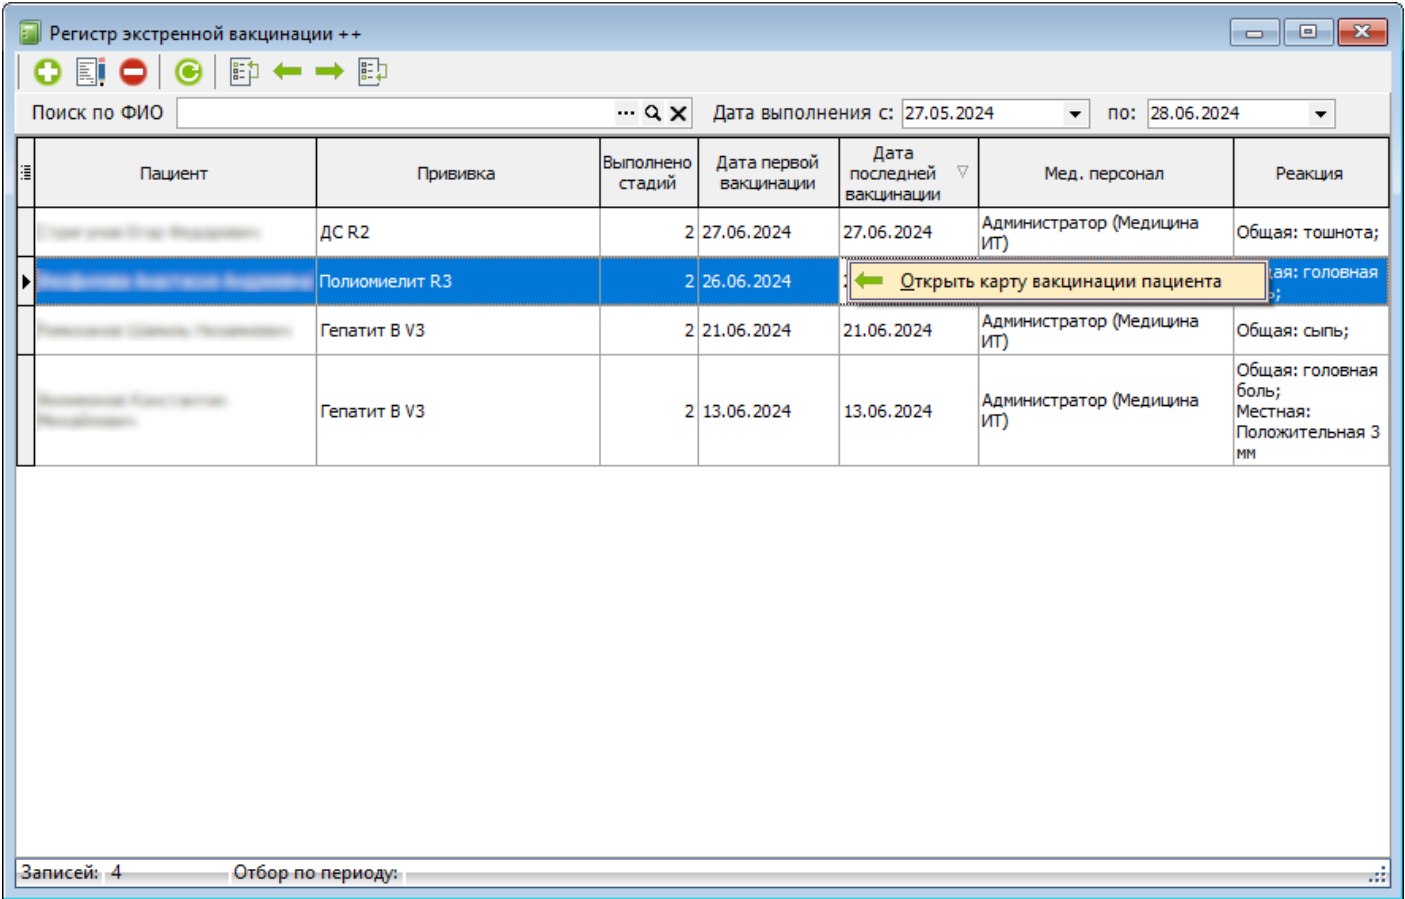 Регистр экстренной вакцинации ++
Поиск по ФИО ... Дата выполнения с: 27.05.2024 по: 28.06.2024
Пациент
Прививка
Выполнено
стадий
Дата первой
вакцинации
Дата
последней
вакцинации
Мед. персонал
Реакция
ДС R2
2
27.06.2024
27.06.2024
Администратор (Медицина
ИТ)
Общая: тошнота;
Полиомиелит R3
2
26.06.2024
Открыть карту вакцинации пациента
головная
Гепатит В V3
2
21.06.2024
21.06.2024
Администратор (Медицина
ИТ)
Общая: сыпь;
Гепатит В V3
2
13.06.2024
13.06.2024
Администратор (Медицина
ИТ)
Общая: головная
боль;
Местная:
Положительная 3
мм
Записей: 4 Отбор по периоду: